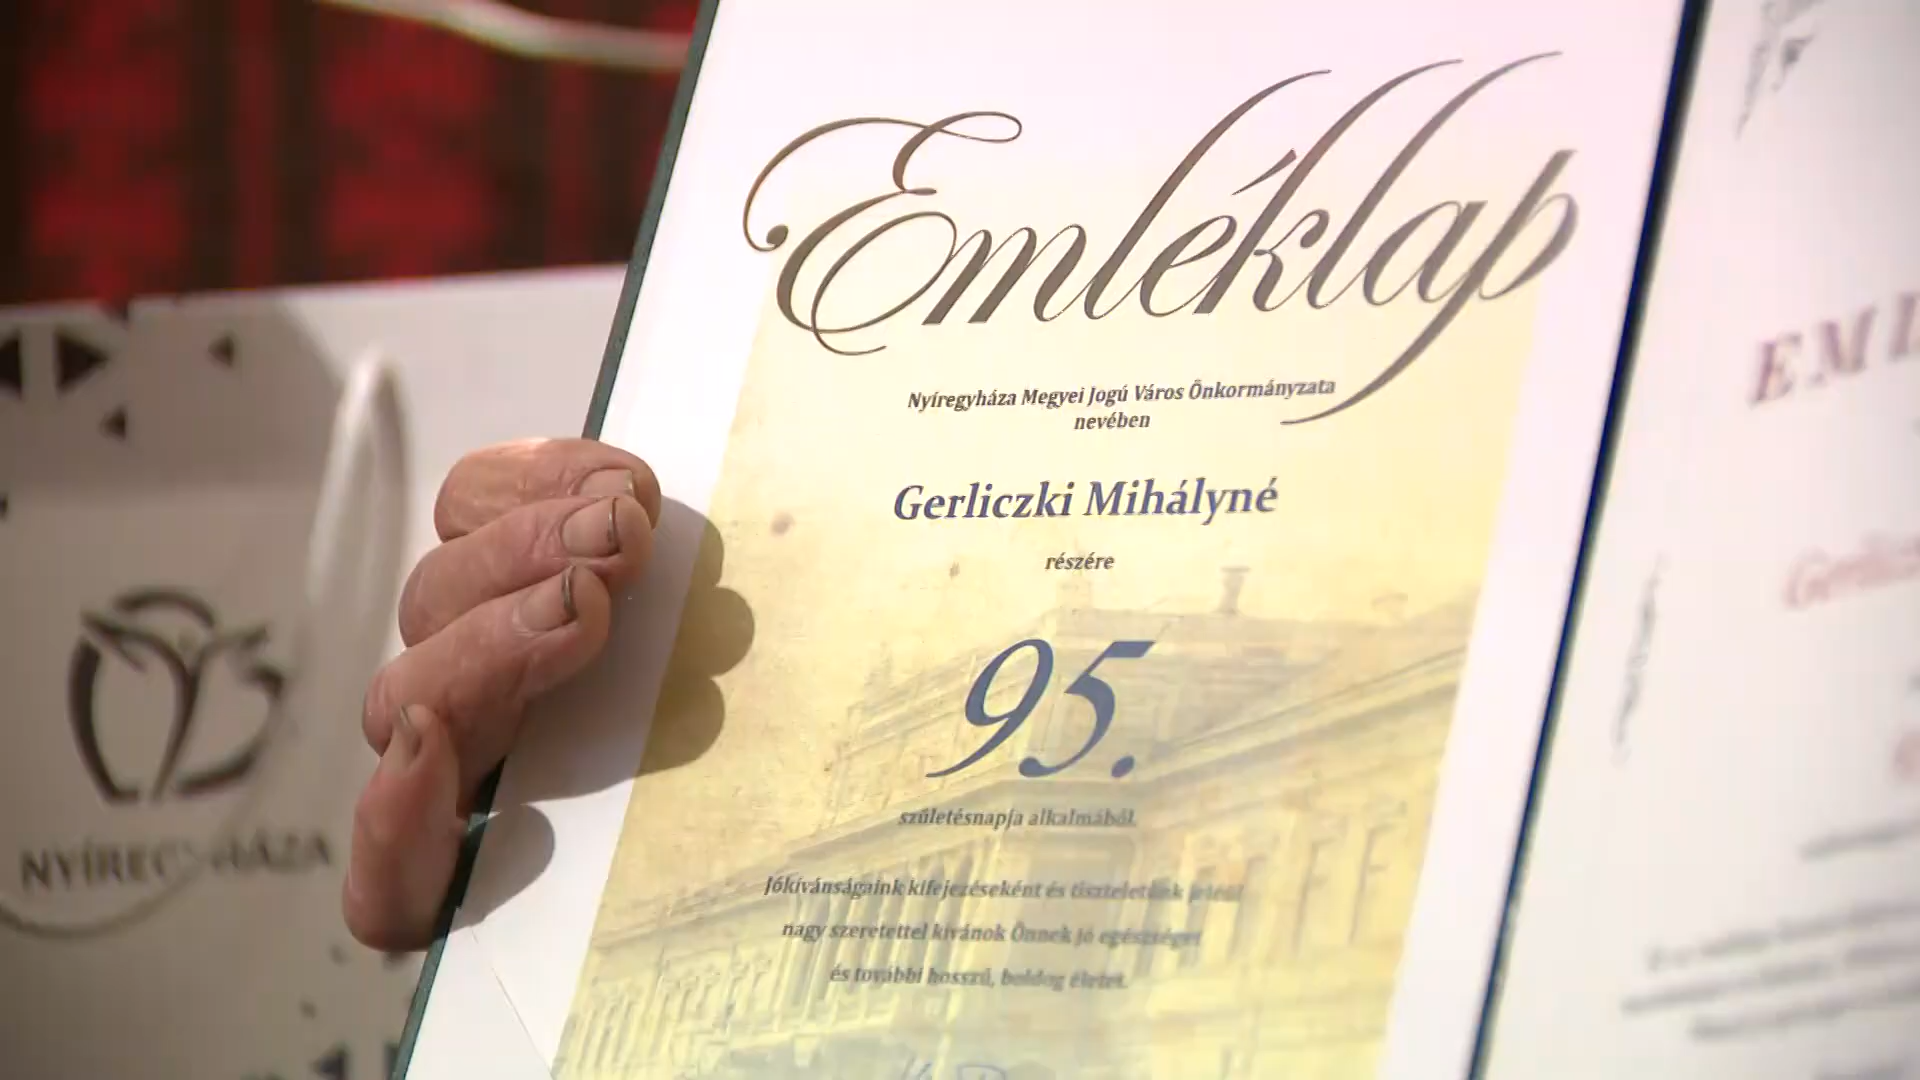 Emléklap
Nyíregyháza Megyei Jogú Város Önkormányzata
nevében
Gerliczki Mihályné
részére
95.
születésnapja alkalmából.
Jókívánságaink kifejezéseként és tiszteletünk jeléül
nagy szeretettel kívánok Önnek jó egészséget
és további hosszú, boldog életet.
NYÍREGYHÁZA
EM